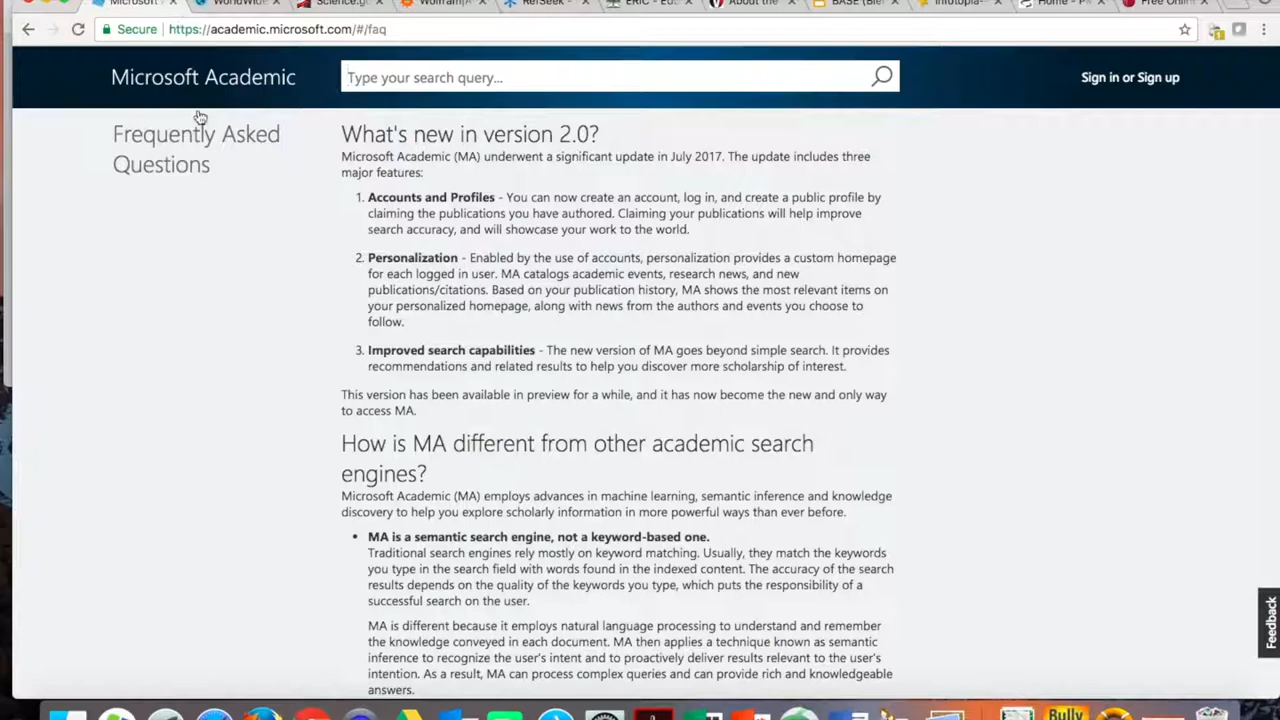 Microsoft A
WorldWide
Science.g
Wolfram|A
RefSeek -
ERIC - Edu
About the
BASE (Biel
Infotopia-
Home - P
Free Onlin
Secure | https://academic.microsoft.com/#/faq
Microsoft Academic
Type your search query...
Sign in or Sign up
Frequently Asked
Questions
What's new in version 2.0?
Microsoft Academic (MA) underwent a significant update in July 2017. The update includes three
major features:
1. Accounts and Profiles - You can now create an account, log in, and create a public profile by
claiming the publications you have authored. Claiming your publications will help improve
search accuracy, and will showcase your work to the world.
2. Personalization - Enabled by the use of accounts, personalization provides a custom homepage
for each logged in user. MA catalogs academic events, research news, and new
publications/citations. Based on your publication history, MA shows the most relevant items on
your personalized homepage, along with news from the authors and events you choose to
follow.
3. Improved search capabilities - The new version of MA goes beyond simple search. It provides
recommendations and related results to help you discover more scholarship of interest.
This version has been available in preview for a while, and it has now become the new and only way
to access MA.
How is MA different from other academic search
engines?
Microsoft Academic (MA) employs advances in machine learning, semantic inference and knowledge
discovery to help you explore scholarly information in more powerful ways than ever before.
• MA is a semantic search engine, not a keyword-based one.
Traditional search engines rely mostly on keyword matching. Usually, they match the keywords
you type in the search field with words found in the indexed content. The accuracy of the search
results depends on the quality of the keywords you type, which puts the responsibility of a
successful search on the user.
MA is different because it employs natural language processing to understand and remember
the knowledge conveyed in each document. MA then applies a technique known as semantic
inference to recognize the user's intent and to proactively deliver results relevant to the user's
intention. As a result, MA can process complex queries and can provide rich and knowledgeable
answers.
Feedback
Bully